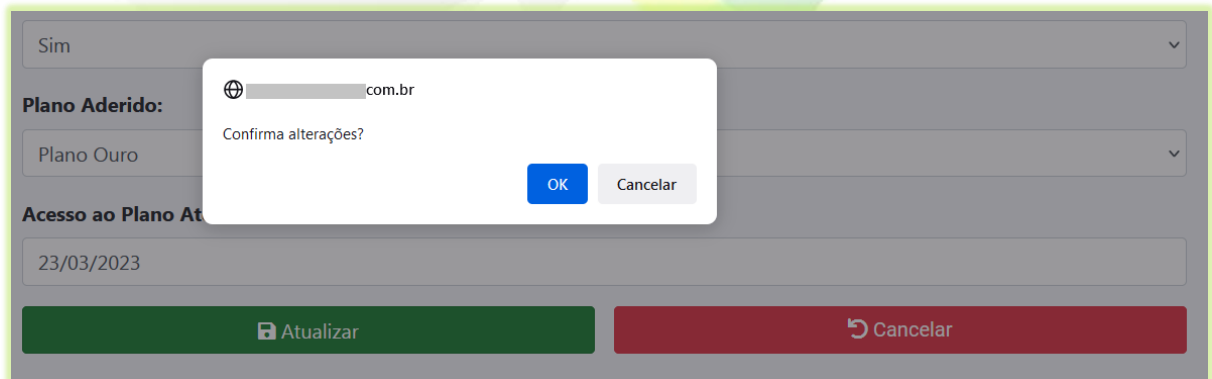 Sim
com.br
Plano Aderido:
Confirma alterações?
Plano Ouro
OK Cancelar
Acesso ao Plano
23/03/2023
Atualizar Cancelar